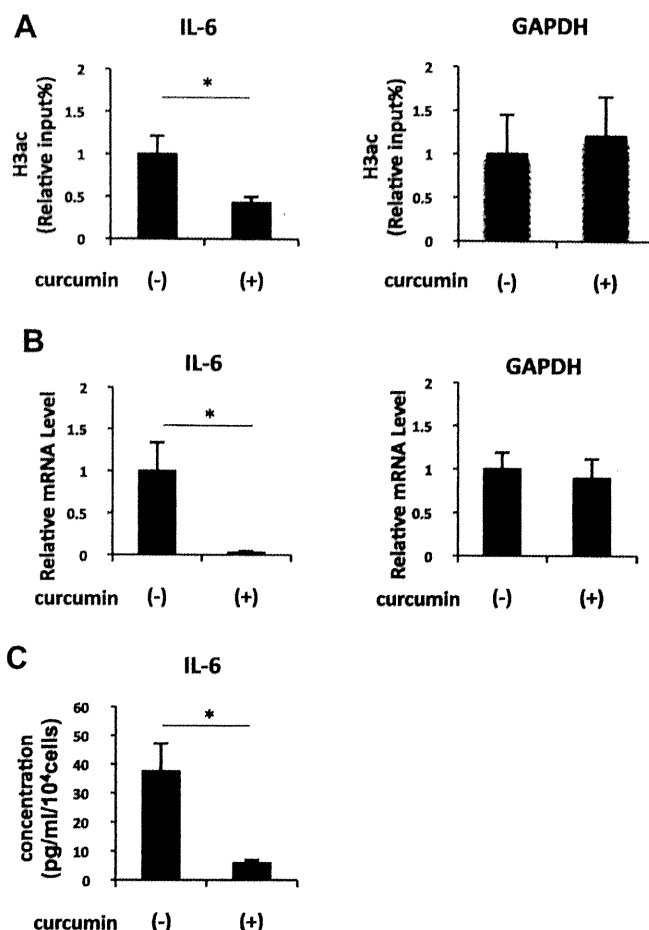 A
IL-6
H3ac
(Relative input%)
2
1.5
1
0.5
0
*
curcumin (-) (+)
GAPDH
H3ac
(Relative input%)
2
1.5
1
0.5
0
(-) (+)
B
IL-6
Relative mRNA Level
2
1.5
1
0.5
0
*
curcumin (-) (+)
GAPDH
Relative mRNA Level
2
1.5
1
0.5
0
curcumin (-) (+)
C
IL-6
concentration
(pg/ml/10⁴cells)
60
50
40
30
20
10
0
*
curcumin (-) (+)